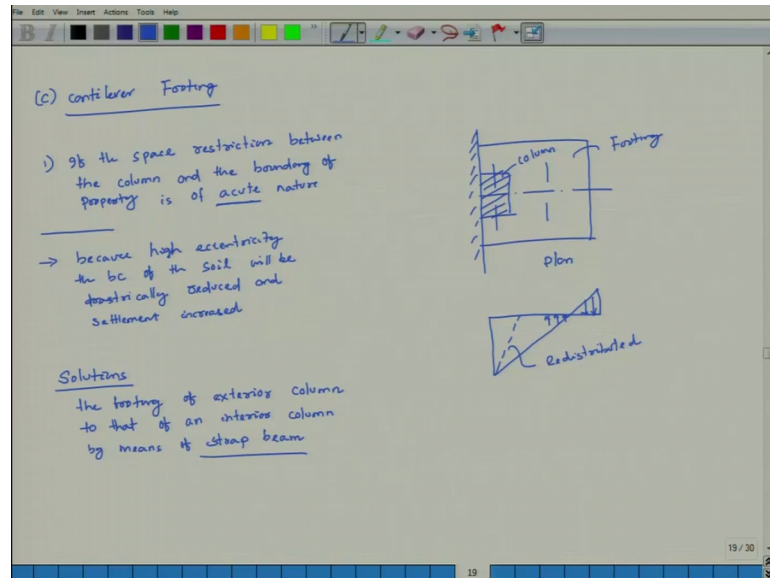 File Edit View Insert Actions Tools Help
B I
(c) cantilever Footing
1) If the space restriction between
the column and the boundary of
property is of acute nature
→ because high eccentricity
the bc of the soil will be
drastrically reduced and
settlement increased
Solutions
the footing of exterior column
to that of an interior column
by means of strap beam
column
Footing
plan
Redistributed
19 / 30
19